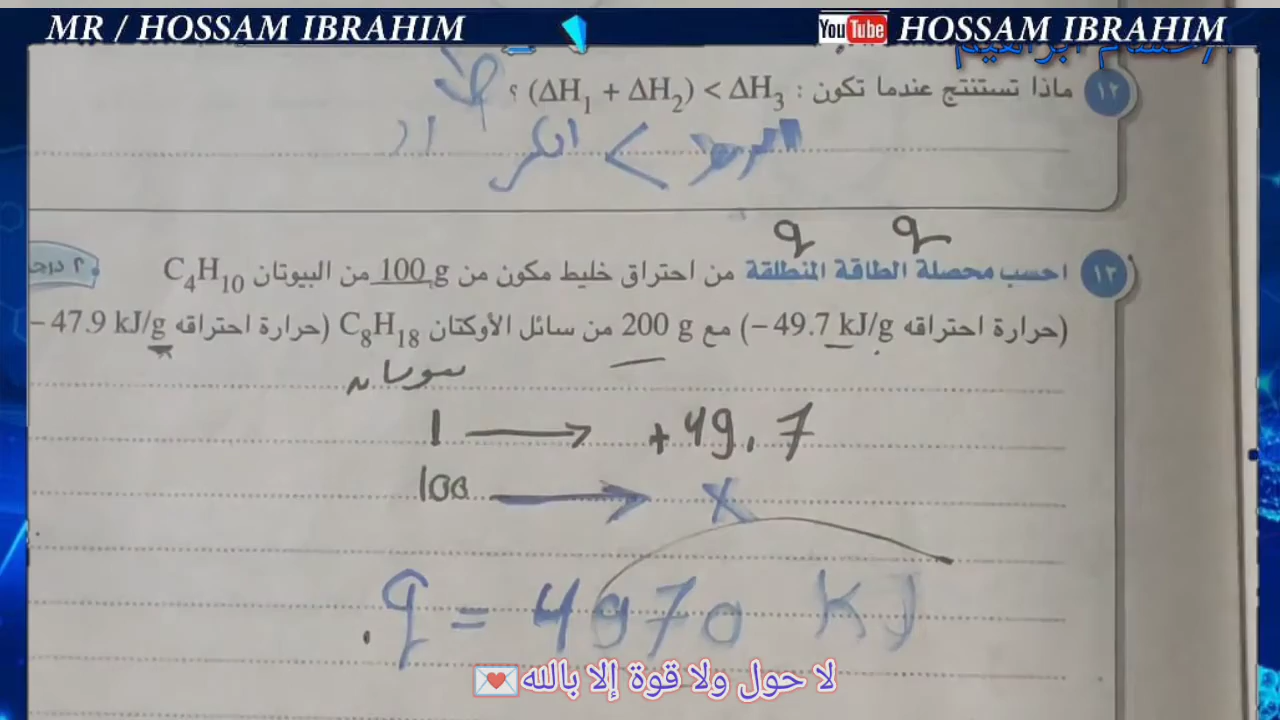 MR / HOSSAM IBRAHIM
YouTube HOSSAM IBRAHIM
١٢ ماذا تستنتج عندما تكون : (ΔH₁ + ΔH₂) < ΔH₃ ؟
q q
١٣ احسب محصلة الطاقة المنطلقة من احتراق خليط مكون من 100 g من البيوتان C₄H₁₀
(حرارة احتراقه 49.7 kJ/g –) مع 200 g من سائل الأوكتان C₈H₁₈ (حرارة احتراقه 47.9 kJ/g –
1 → +49.7
100 → X
q = 4970 KJ
لا حول ولا قوة إلا بالله💌